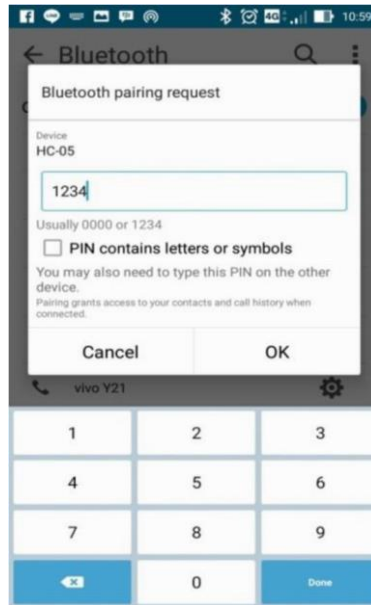 4G 10:59
Bluetooth
Bluetooth pairing request
Device
HC-05
1234
Usually 0000 or 1234
PIN contains letters or symbols
You may also need to type this PIN on the other
device.
Pairing grants access to your contacts and call history when
connected.
Cancel OK
vivo Y21
1 2 3
4 5 6
7 8 9
0 Done